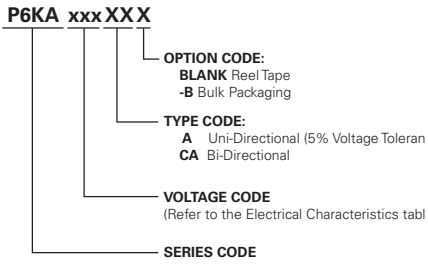 P6KA xxx XX X
OPTION CODE:
BLANK Reel Tape
-B Bulk Packaging
TYPE CODE:
A Uni-Directional (5% Voltage Toleran
CA Bi-Directional
VOLTAGE CODE
(Refer to the Electrical Characteristics tabl
SERIES CODE